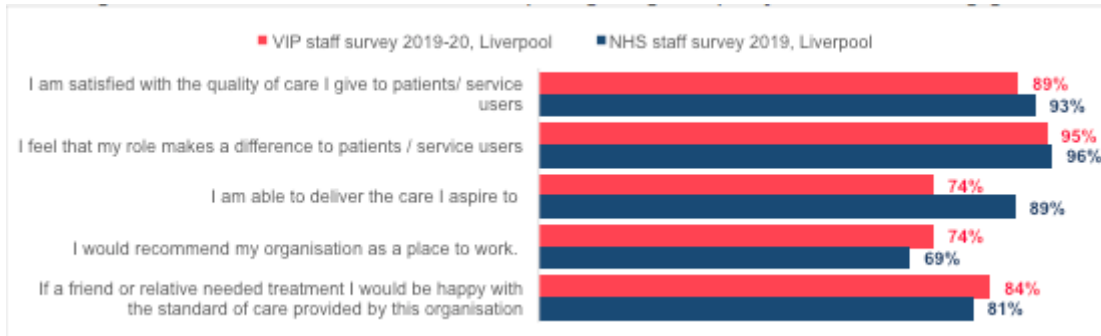 VIP staff survey 2019-20, Liverpool NHS staff survey 2019, Liverpool
I am satisfied with the quality of care I give to patients/ service
users
89%
93%
I feel that my role makes a difference to patients / service users
95%
96%
I am able to deliver the care I aspire to
74%
89%
I would recommend my organisation as a place to work.
74%
69%
If a friend or relative needed treatment I would be happy with
the standard of care provided by this organisation
84%
81%